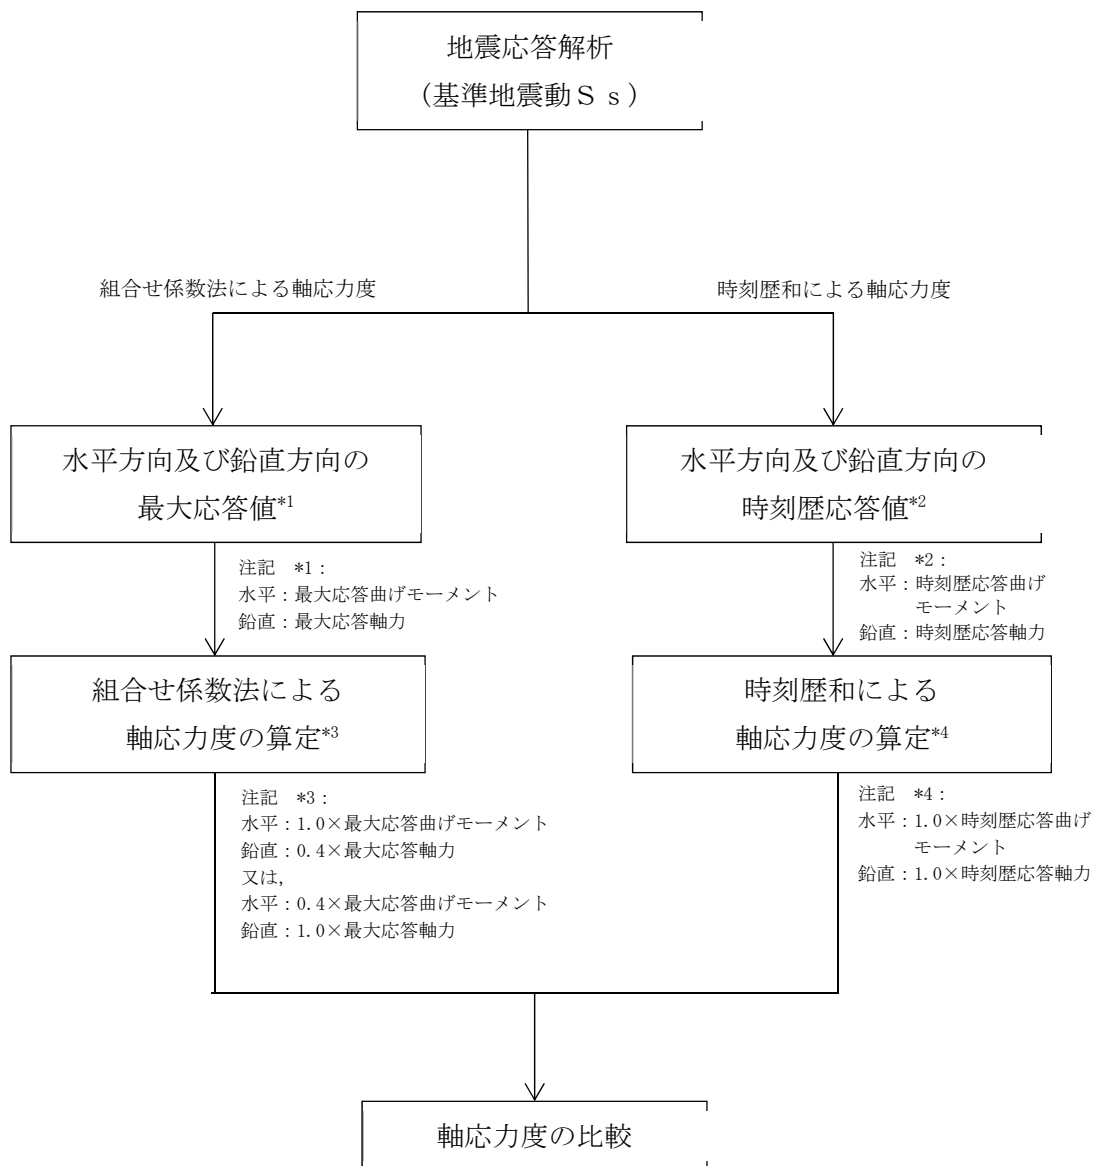 地震応答解析
（基準地震動Ｓｓ）
組合せ係数法による軸応力度
時刻歴和による軸応力度
水平方向及び鉛直方向の
最大応答値*1
注記　*1：
水平：最大応答曲げモーメント
鉛直：最大応答軸力
組合せ係数法による
軸応力度の算定*3
注記　*3：
水平：1.0×最大応答曲げモーメント
鉛直：0.4×最大応答軸力
又は，
水平：0.4×最大応答曲げモーメント
鉛直：1.0×最大応答軸力
水平方向及び鉛直方向の
時刻歴応答値*2
注記　*2：
水平：時刻歴応答曲げ
モーメント
鉛直：時刻歴応答軸力
時刻歴和による
軸応力度の算定*4
注記　*4：
水平：1.0×時刻歴応答曲げ
モーメント
鉛直：1.0×時刻歴応答軸力
軸応力度の比較